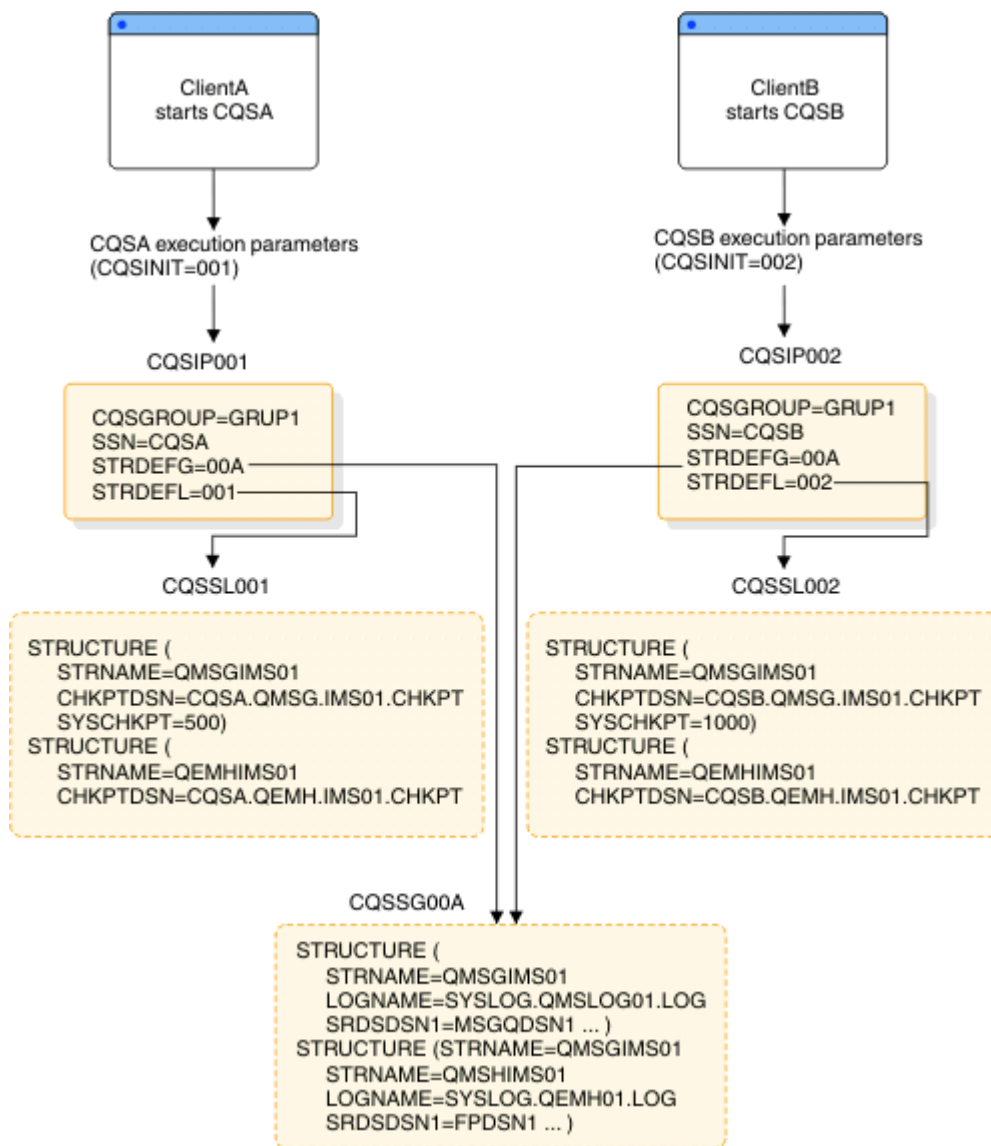 ClientA
starts CQSA
ClientB
starts CQSB
CQSA execution parameters
(CQSINIT=001)
CQSB execution parameters
(CQSINIT=002)
CQSIP001
CQSIP002
CQSGROUP=GRUP1
SSN=CQSA
STRDEFG=00A
STRDEFL=001
CQSGROUP=GRUP1
SSN=CQSB
STRDEFG=00A
STRDEFL=002
CQSSL001
CQSSL002
STRUCTURE (
STRNAME=QMSGIMS01
CHKPTDSN=CQSA.QMSG.IMS01.CHKPT
SYSCHKPT=500)
STRUCTURE (
STRNAME=QEMHIMS01
CHKPTDSN=CQSA.QEMH.IMS01.CHKPT
STRUCTURE (
STRNAME=QMSGIMS01
CHKPTDSN=CQSB.QMSG.IMS01.CHKPT
SYSCHKPT=1000)
STRUCTURE (
STRNAME=QEMHIMS01
CHKPTDSN=CQSB.QEMH.IMS01.CHKPT
CQSSG00A
STRUCTURE (
STRNAME=QMSGIMS01
LOGNAME=SYSLOG.QMSLOG01.LOG
SRDSDSN1=MSGQDSN1 ... )
STRUCTURE (STRNAME=QMSGIMS01
STRNAME=QMSHIMS01
LOGNAME=SYSLOG.QEMH01.LOG
SRDSDSN1=FPDSN1 ... )